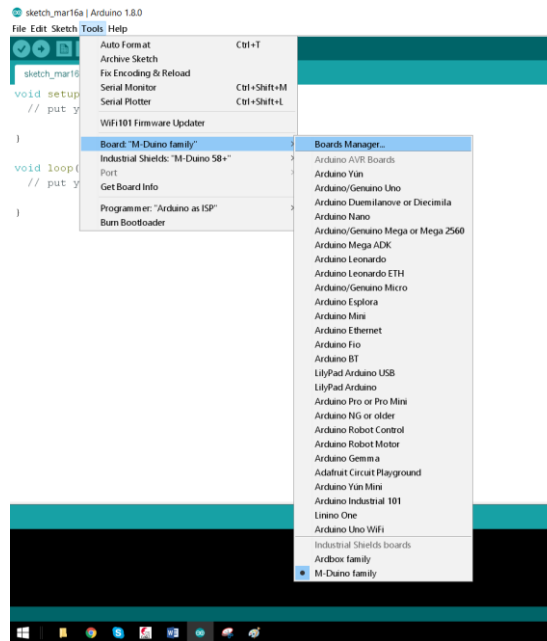 sketch_mar16a | Arduino 1.8.0
File Edit Sketch Tools Help
sketch_mar16
void setup
// put y
}
void loop(
// put y
}
Auto Format Ctrl+T
Archive Sketch
Fix Encoding & Reload
Serial Monitor Ctrl+Shift+M
Serial Plotter Ctrl+Shift+L
WiFi101 Firmware Updater
Board: "M-Duino family"
Industrial Shields: "M-Duino 58+"
Port
Get Board Info
Programmer: "Arduino as ISP"
Burn Bootloader
Boards Manager...
Arduino AVR Boards
Arduino Yún
Arduino/Genuino Uno
Arduino Duemilanove or Diecimila
Arduino Nano
Arduino/Genuino Mega or Mega 2560
Arduino Mega ADK
Arduino Leonardo
Arduino Leonardo ETH
Arduino/Genuino Micro
Arduino Esplora
Arduino Mini
Arduino Ethernet
Arduino Fio
Arduino BT
LilyPad Arduino USB
LilyPad Arduino
Arduino Pro or Pro Mini
Arduino NG or older
Arduino Robot Control
Arduino Robot Motor
Arduino Gemma
Adafruit Circuit Playground
Arduino Yún Mini
Arduino Industrial 101
Linino One
Arduino Uno WiFi
Industrial Shields boards
Ardbox family
M-Duino family